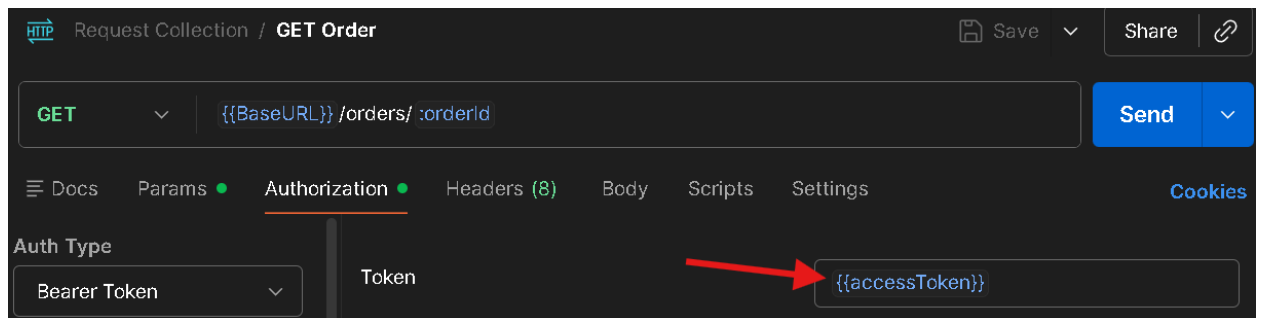 HTTP Request Collection / GET Order Save Share
GET {{BaseURL}} /orders/ :orderId Send
Docs Params Authorization Headers (8) Body Scripts Settings Cookies
Auth Type
Token {{accessToken}}
Bearer Token